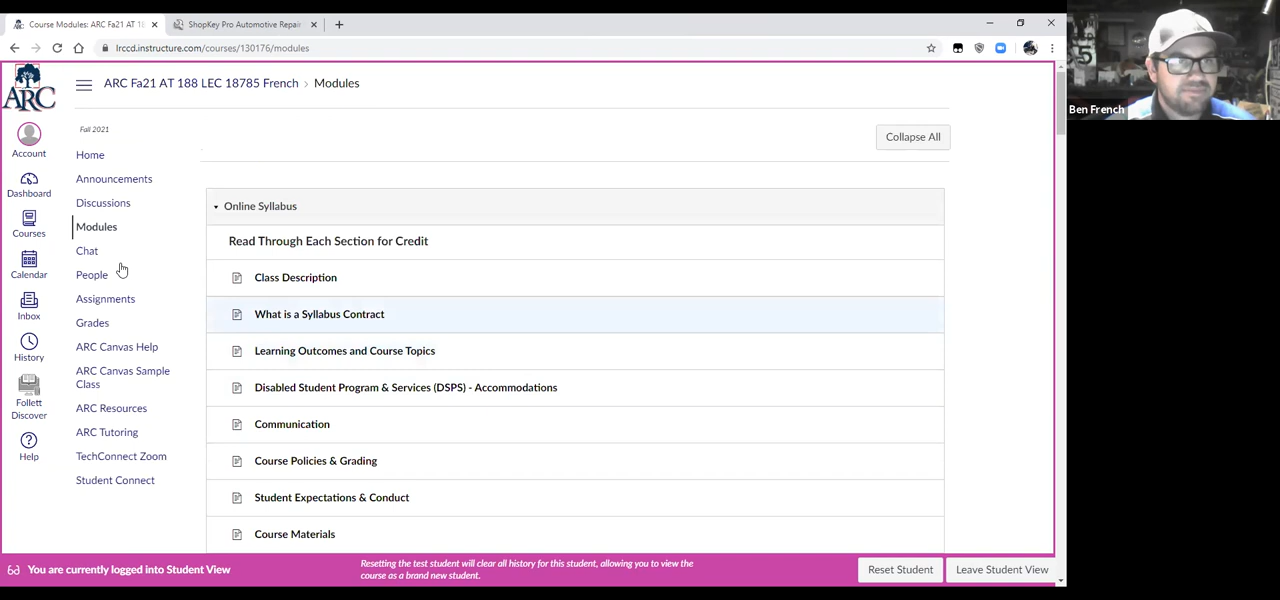 Course Modules: ARC Fa21 AT 18
ShopKey Pro Automotive Repair
lrccd.instructure.com/courses/130176/modules
Ben French
ARC
ARC Fa21 AT 188 LEC 18785 French › Modules
Fall 2021
Collapse All
Account
Dashboard
Courses
Calendar
Inbox
History
Follett
Discover
Help
Home
Announcements
Discussions
Modules
Chat
People
Assignments
Grades
ARC Canvas Help
ARC Canvas Sample
Class
ARC Resources
ARC Tutoring
TechConnect Zoom
Student Connect
Online Syllabus
Read Through Each Section for Credit
Class Description
What is a Syllabus Contract
Learning Outcomes and Course Topics
Disabled Student Program & Services (DSPS) - Accommodations
Communication
Course Policies & Grading
Student Expectations & Conduct
Course Materials
You are currently logged into Student View
Resetting the test student will clear all history for this student, allowing you to view the
course as a brand new student.
Reset Student
Leave Student View